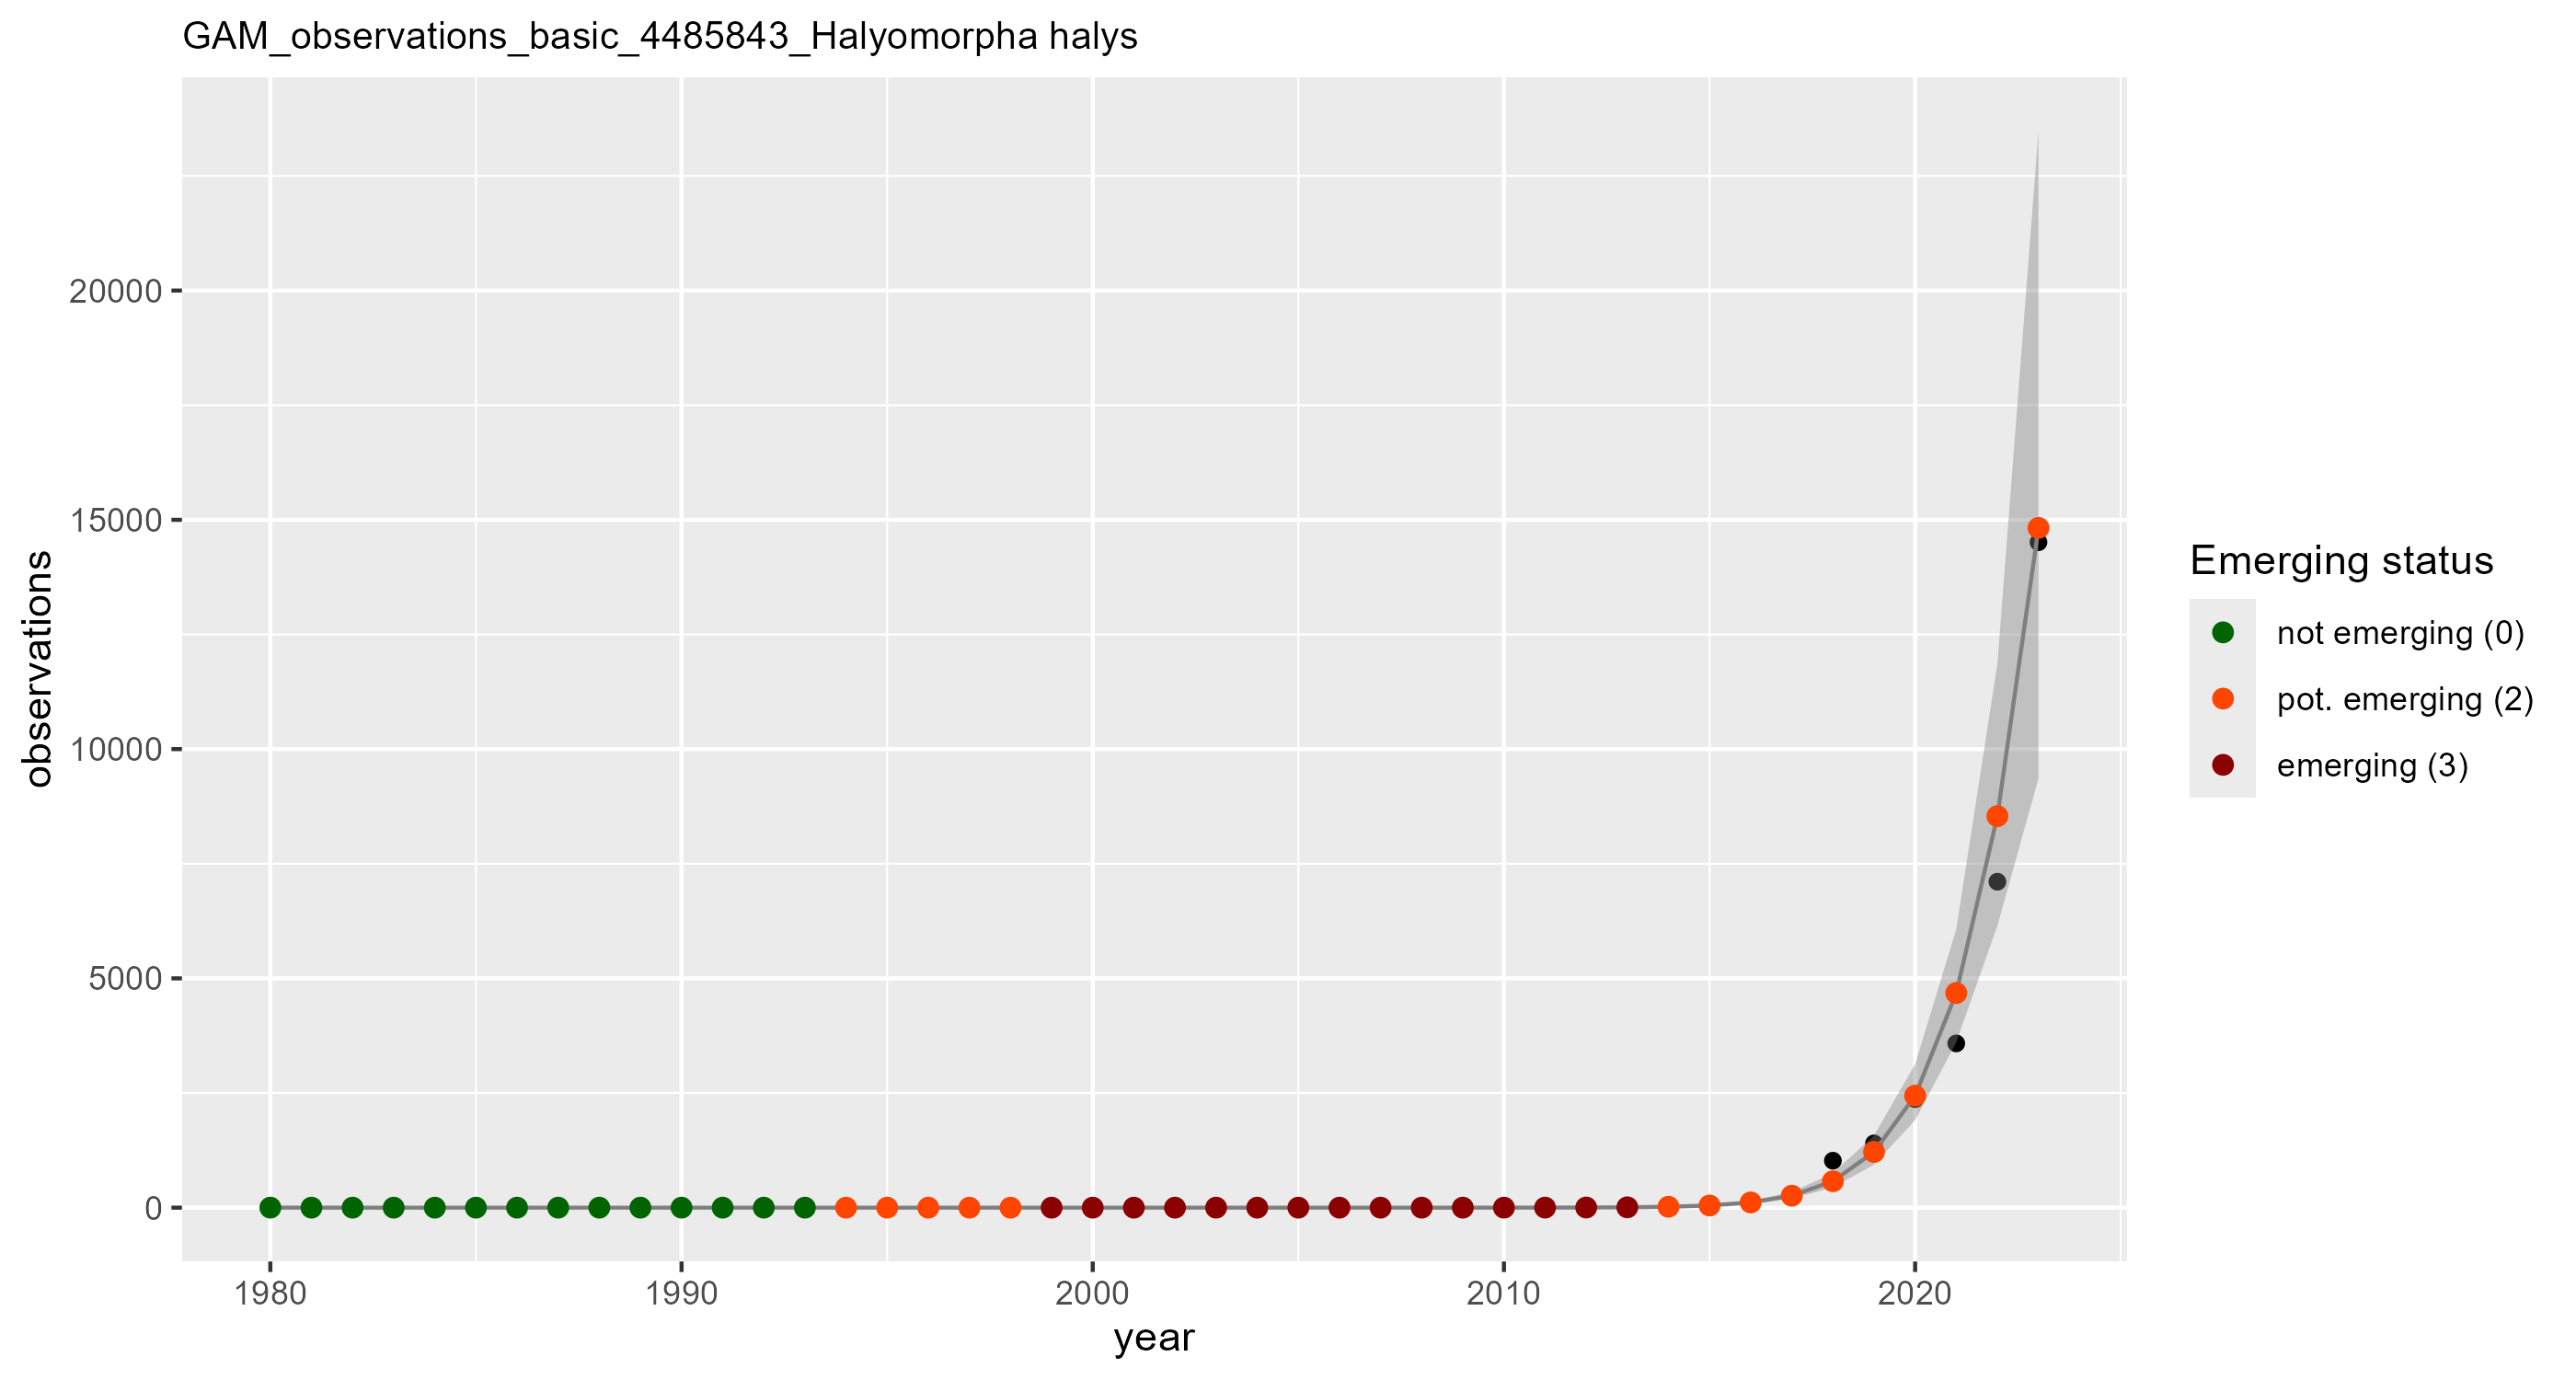 GAM_observations_basic_4485843_Halyomorpha halys
observations
20000
15000
10000
5000
0
1980 1990 2000 2010 2020
year
Emerging status
not emerging (0)
pot. emerging (2)
emerging (3)